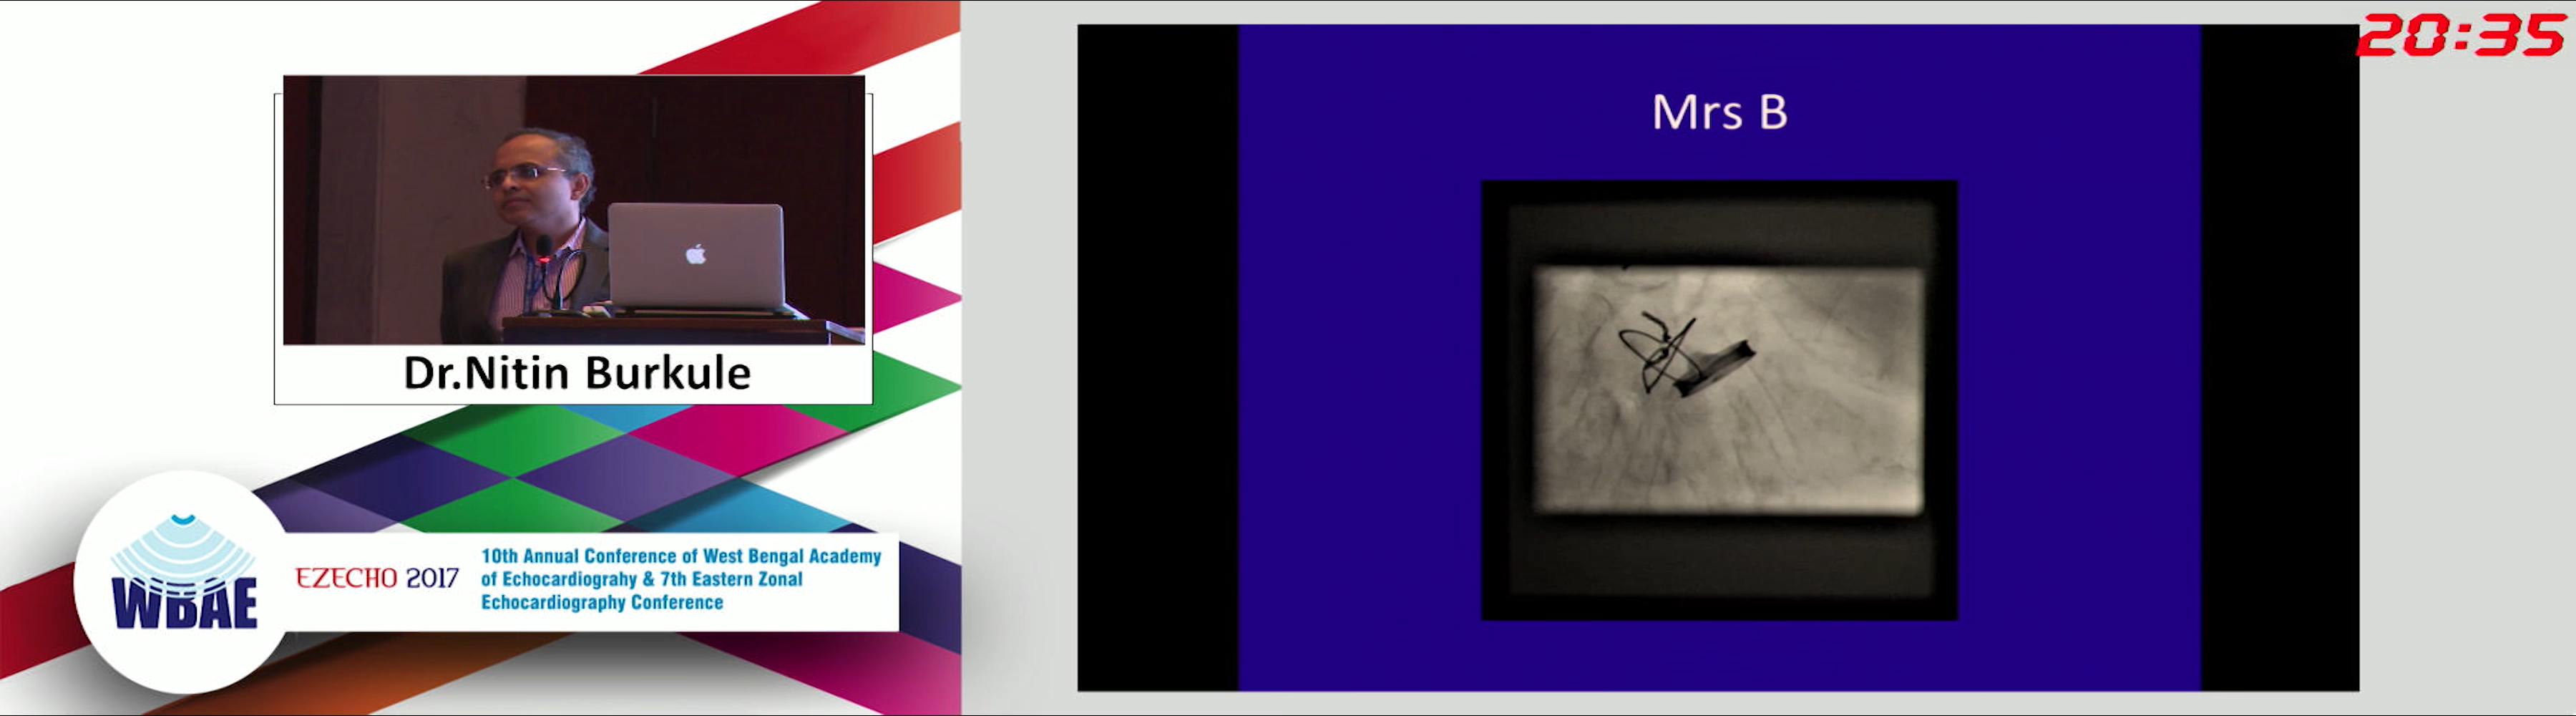 Dr.Nitin Burkule
WBAE
EZECHO 2017
10th Annual Conference of West Bengal Academy
of Echocardiograhy & 7th Eastern Zonal
Echocardiography Conference
Mrs B
20:35